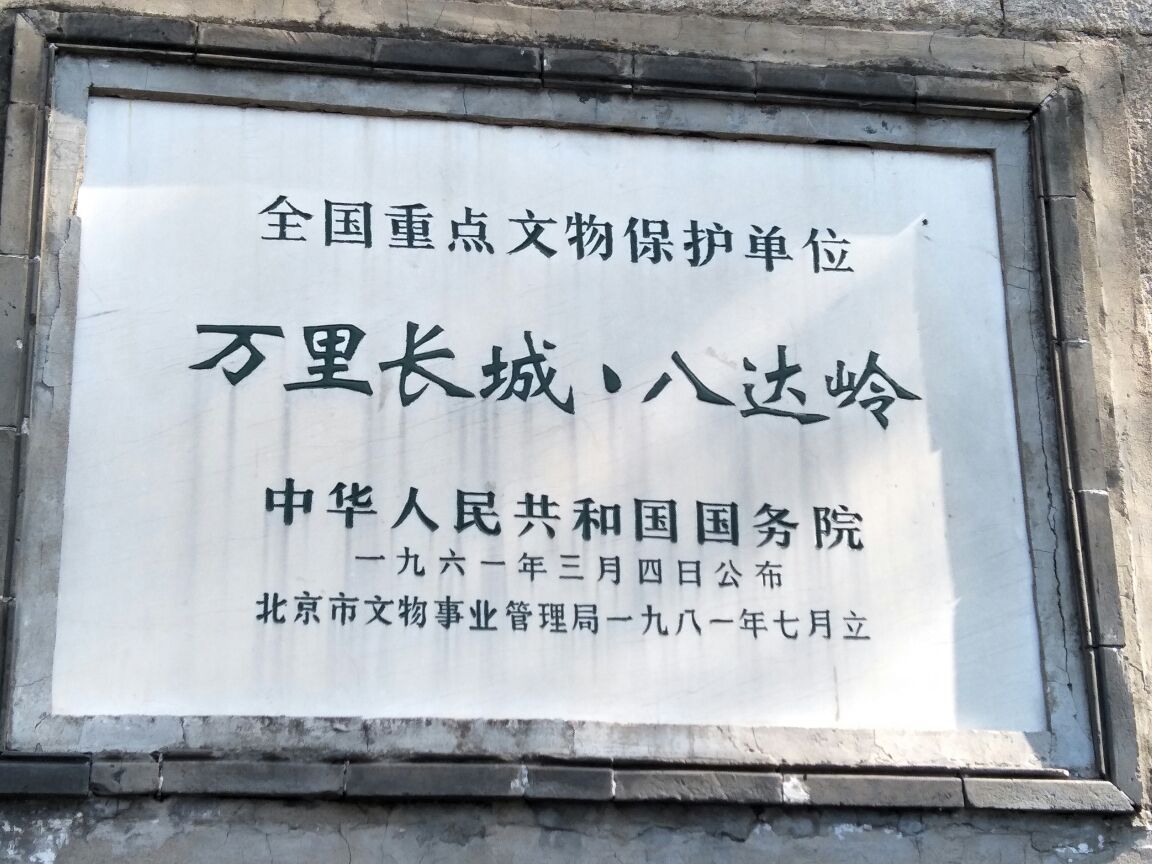 全国重点文物保护单位
万里长城·八达岭
中华人民共和国国务院
一九六一年三月四日公布
北京市文物事业管理局一九八一年七月立